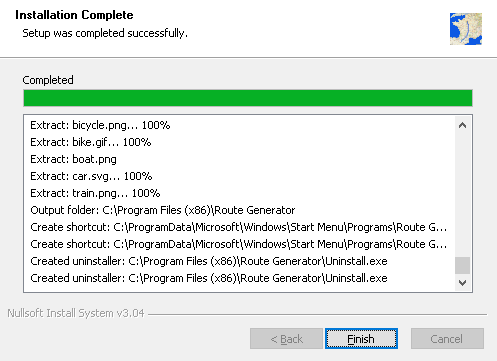 Installation Complete
Setup was completed successfully.
Completed
Extract: bicycle.png... 100%
Extract: bike.gif... 100%
Extract: boat.png
Extract: car.svg... 100%
Extract: train.png... 100%
Output folder: C:\Program Files (x86)\Route Generator
Create shortcut: C:\ProgramData\Microsoft\Windows\Start Menu\Programs\Route G...
Create shortcut: C:\ProgramData\Microsoft\Windows\Start Menu\Programs\Route G...
Created uninstaller: C:\Program Files (x86)\Route Generator\Uninstall.exe
Created uninstaller: C:\Program Files (x86)\Route Generator\Uninstall.exe
Nullsoft Install System v3.04
< Back Finish Cancel